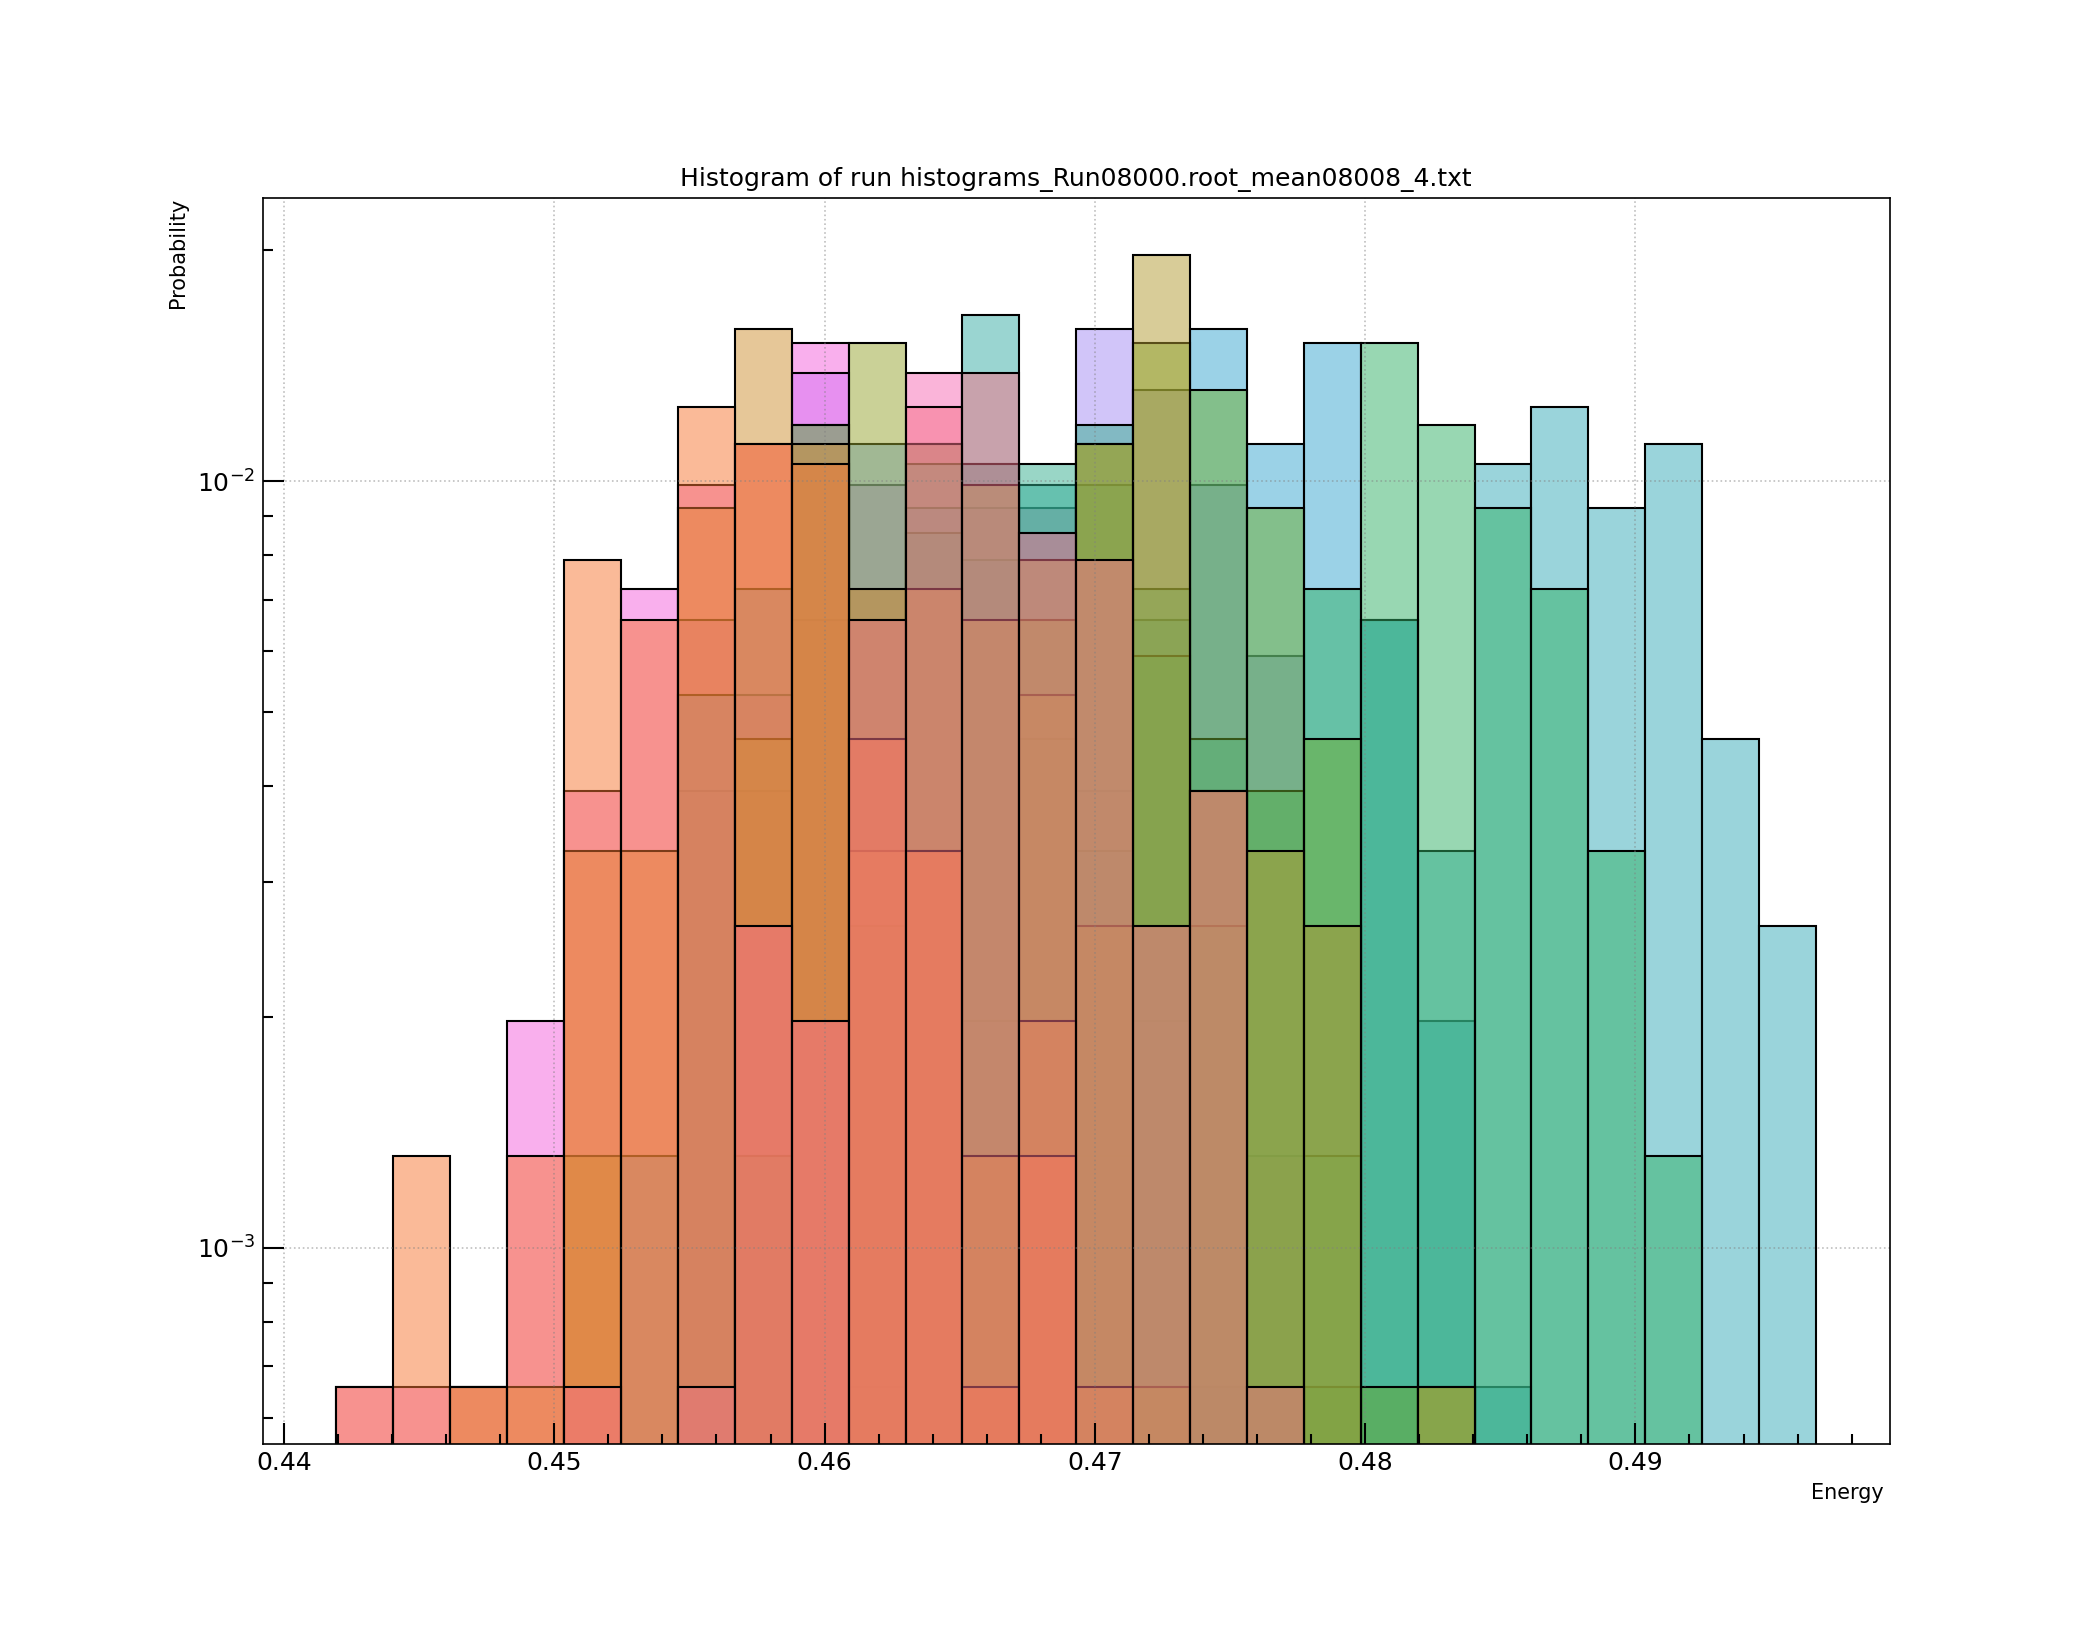 Histogram of run histograms_Run08000.root_mean08008_4.txt
Probability
10⁻²
10⁻³
0.44 0.45 0.46 0.47 0.48 0.49
Energy